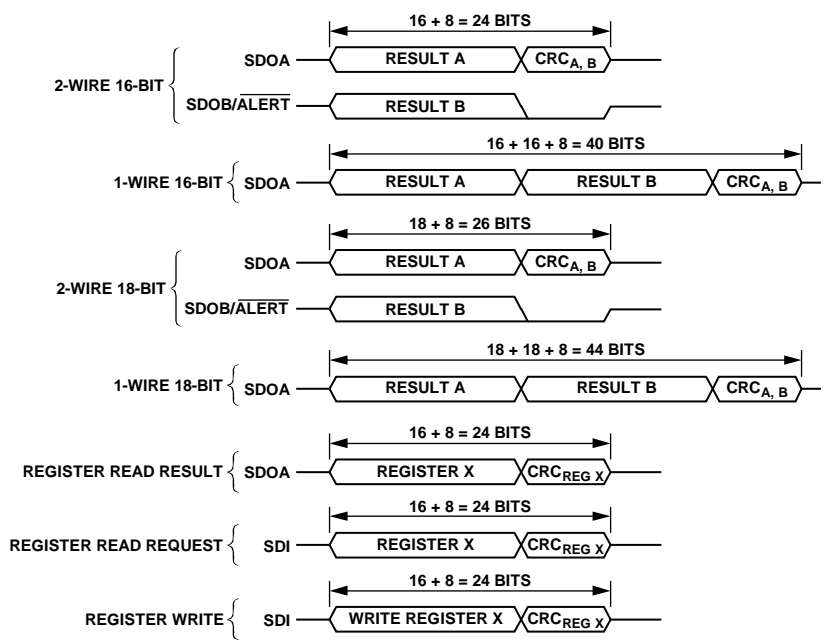 16 + 8 = 24 BITS
2-WIRE 16-BIT
SDOA RESULT A CRCA, B
SDOB/ALERT RESULT B
16 + 16 + 8 = 40 BITS
1-WIRE 16-BIT SDOA RESULT A RESULT B CRCA, B
18 + 8 = 26 BITS
2-WIRE 18-BIT
SDOA RESULT A CRCA, B
SDOB/ALERT RESULT B
18 + 18 + 8 = 44 BITS
1-WIRE 18-BIT SDOA RESULT A RESULT B CRCA, B
16 + 8 = 24 BITS
REGISTER READ RESULT SDOA REGISTER X CRCREG X
16 + 8 = 24 BITS
REGISTER READ REQUEST SDI REGISTER X CRCREG X
16 + 8 = 24 BITS
REGISTER WRITE SDI WRITE REGISTER X CRCREG X